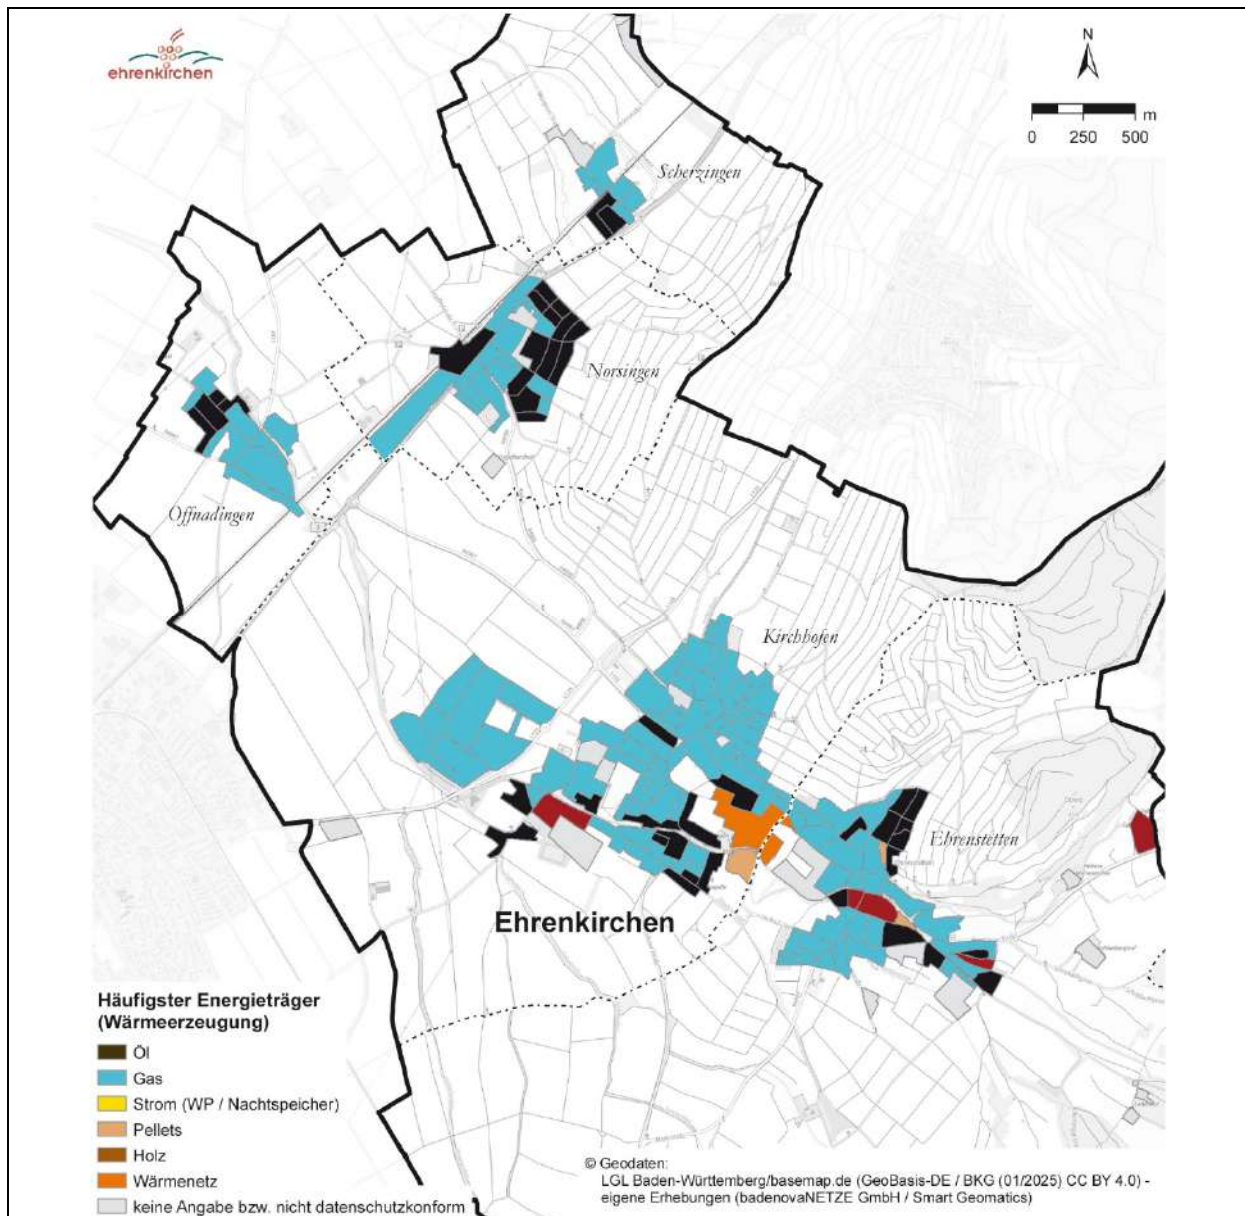 ehrenkirchen
N
m
0 250 500
Scherzingen
Norsingen
Offnadingen
Kirchhofen
Ehrenstetten
Ehrenkirchen
Häufigster Energieträger
(Wärmeerzeugung)
Öl
Gas
Strom (WP / Nachtspeicher)
Pellets
Holz
Wärmenetz
keine Angabe bzw. nicht datenschutzkonform
© Geodaten:
LGL Baden-Württemberg/basemap.de (GeoBasis-DE / BKG (01/2025) CC BY 4.0) -
eigene Erhebungen (badenovaNETZE GmbH / Smart Geomatics)